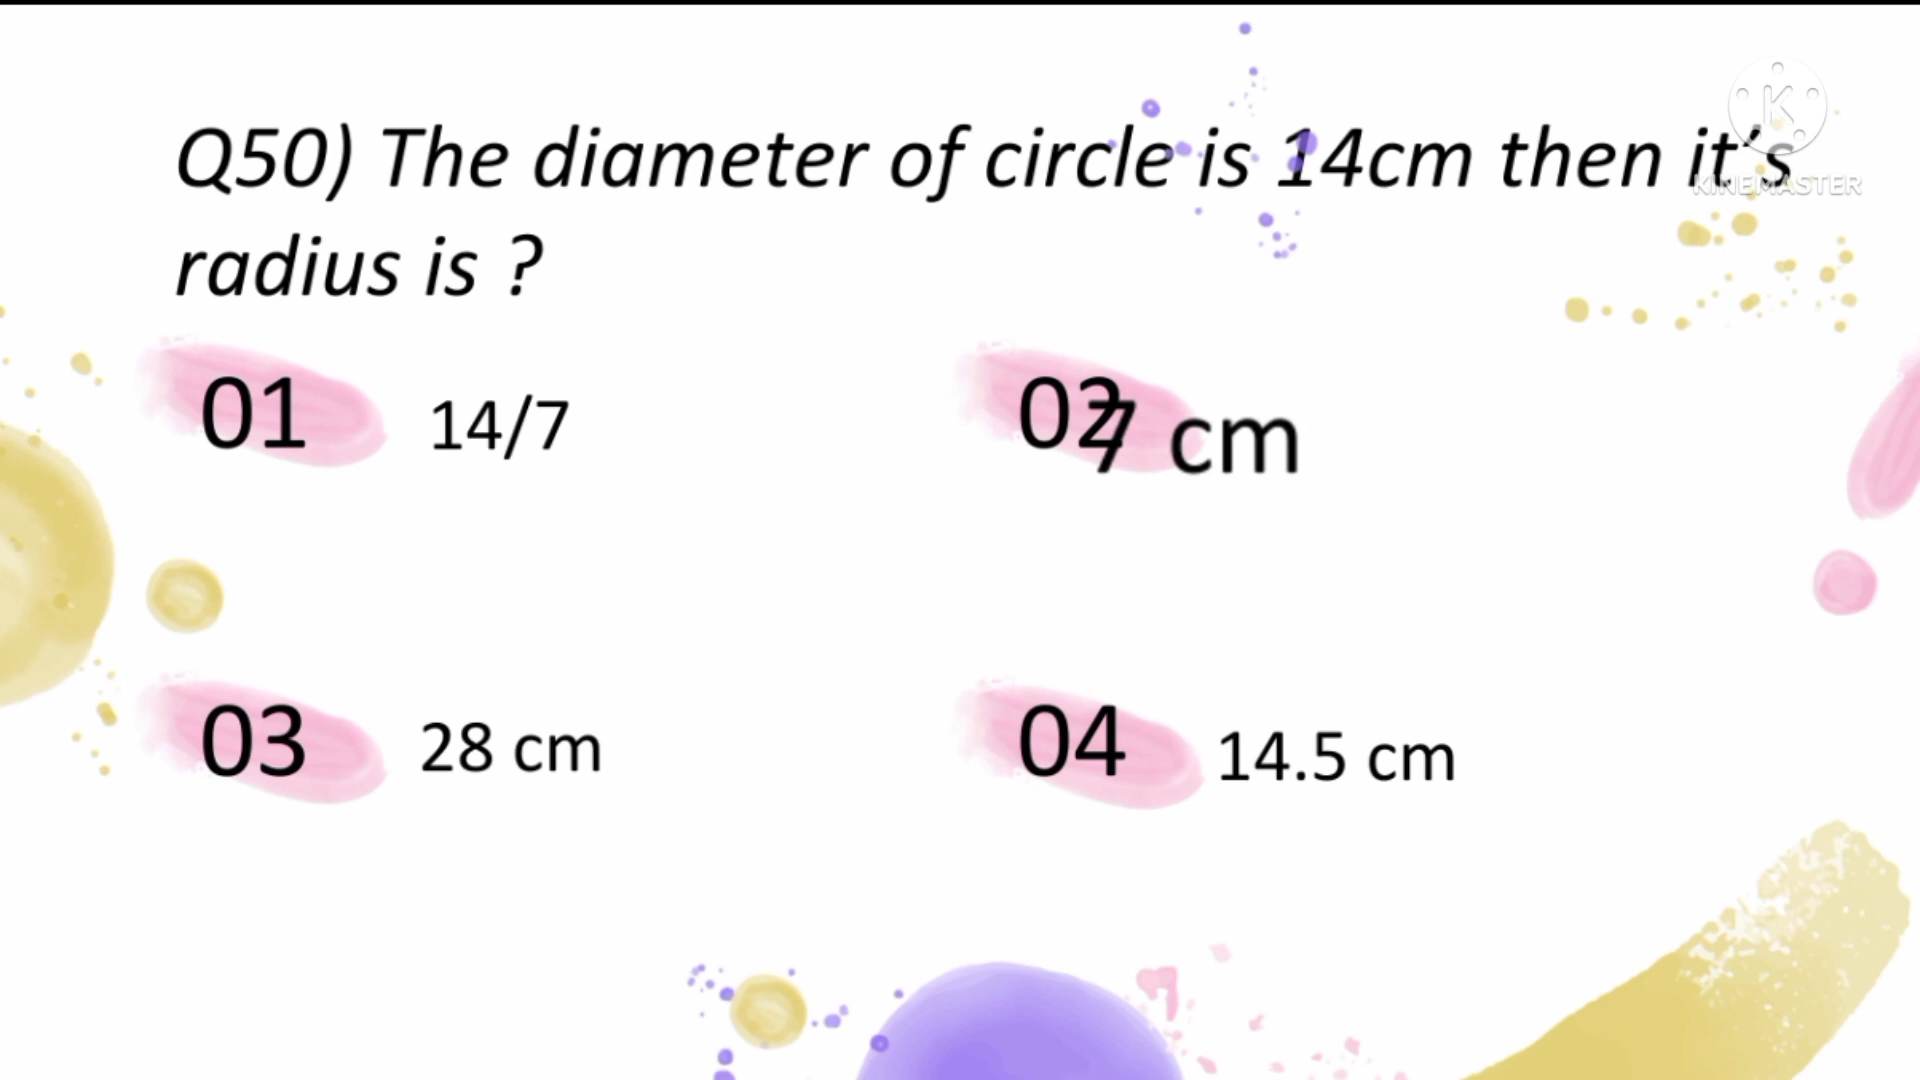 K
KINEMASTER
Q50) The diameter of circle is 14cm then it's
radius is ?
01 14/7
02 7 cm
03 28 cm
04 14.5 cm